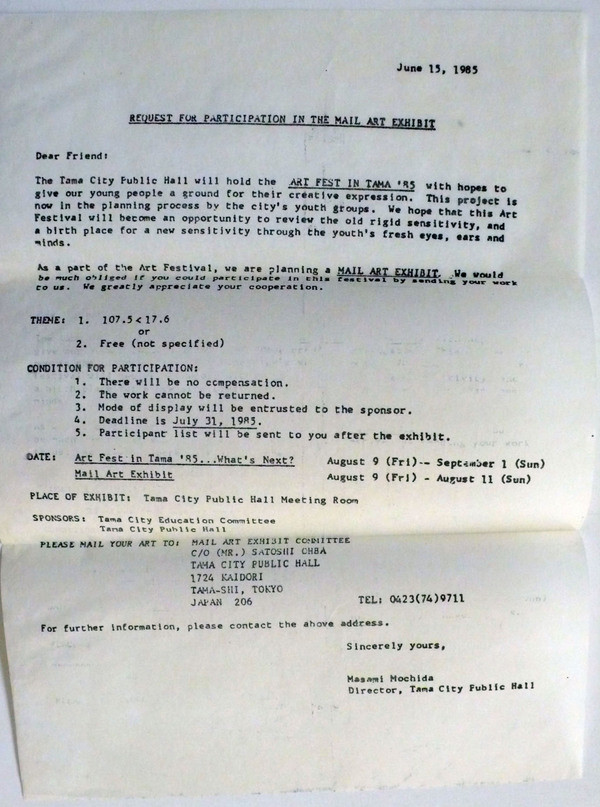 June 15, 1985
REQUEST FOR PARTICIPATION IN THE MAIL ART EXHIBIT
Dear Friend:
The Tama City Public Hall will hold the ART FEST IN TAMA '85 with hopes to
give our young people a ground for their creative expression. This project is
now in the planning process by the city's youth groups. We hope that this Art
Festival will become an opportunity to review the old rigid sensitivity, and
a birth place for a new sensitivity through the youth's fresh eyes, ears and
minds.
As a part of the Art Festival, we are planning a MAIL ART EXHIBIT. We would
be much obliged if you could participate in this festival by sending your work
to us. We greatly appreciate your cooperation.
THEME: 1. 107.5<17.6
or
2. Free (not specified)
CONDITION FOR PARTICIPATION:
1. There will be no compensation.
2. The work cannot be returned.
3. Mode of display will be entrusted to the sponsor.
4. Deadline is July 31, 1985.
5. Participant list will be sent to you after the exhibit.
DATE: Art Fest in Tama '85...What's Next? August 9 (Fri)-- September 1 (Sun)
Mail Art Exhibit August 9 (Fri) - August 11 (Sun)
PLACE OF EXHIBIT: Tama City Public Hall Meeting Room
SPONSORS: Tama City Education Committee
Tama City Public Hall
PLEASE MAIL YOUR ART TO: MAIL ART EXHIBIT COMMITTEE
C/O (MR.) SATOSHI OHBA
TAMA CITY PUBLIC HALL
1724 KAIDORI
TAMA-SHI, TOKYO
JAPAN 206 TEL: 0423(74)9711
For further information, please contact the above address.
Sincerely yours,
Masami Mochida
Director, Tama City Public Hall